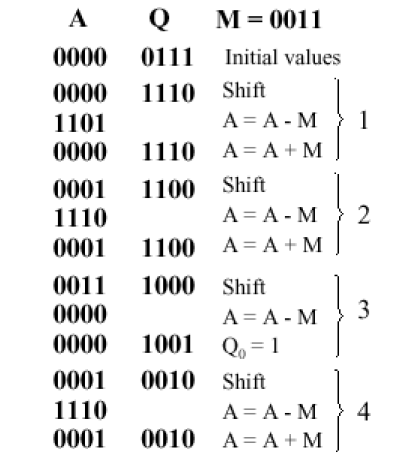 A Q M = 0011
0000 0111 Initial values
0000 1110 Shift
1101 A = A - M } 1
0000 1110 A = A + M
0001 1100 Shift
1110 A = A - M } 2
0001 1100 A = A + M
0011 1000 Shift
0000 A = A - M } 3
0000 1001 Q₀ = 1
0001 0010 Shift
1110 A = A - M } 4
0001 0010 A = A + M